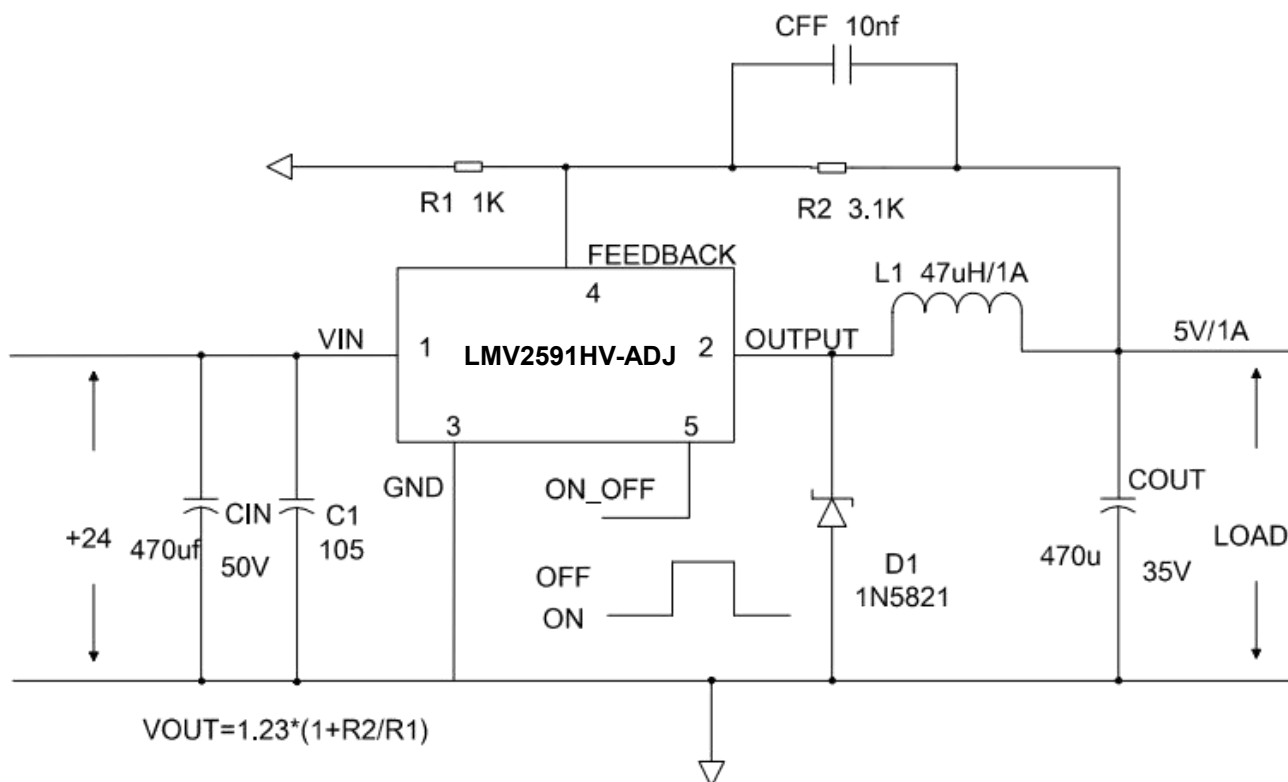 CFF 10nf
R1 1K
R2 3.1K
FEEDBACK
4
L1 47uH/1A
VIN
1
LMV2591HV-ADJ
2
OUTPUT
5V/1A
3
5
GND
ON_OFF
COUT
+24
470uf
CIN
50V
C1
105
OFF
ON
D1
1N5821
470u
35V
LOAD
VOUT=1.23*(1+R2/R1)